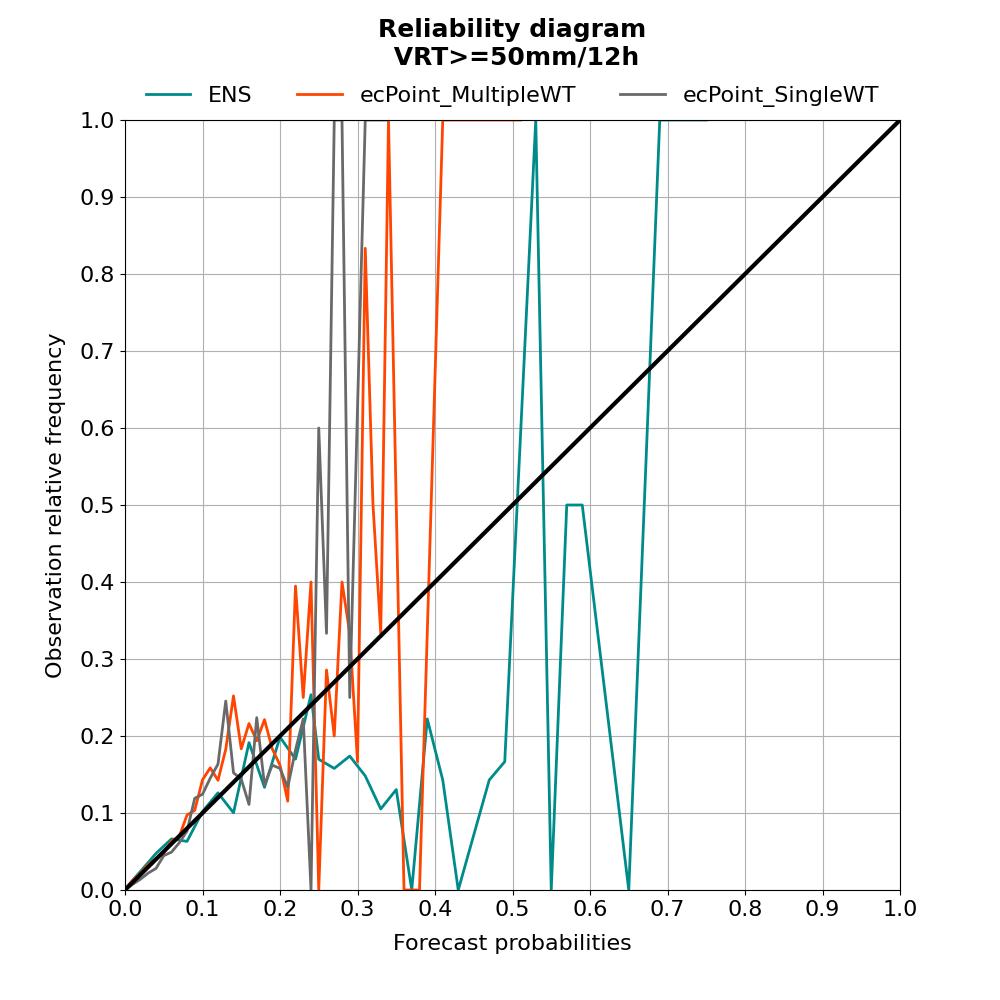 Reliability diagram
VRT>=50mm/12h
ENS ecPoint_MultipleWT ecPoint_SingleWT
1.0
0.9
0.8
0.7
0.6
0.5
0.4
0.3
0.2
0.1
0.0
Observation relative frequency
0.0 0.1 0.2 0.3 0.4 0.5 0.6 0.7 0.8 0.9 1.0
Forecast probabilities